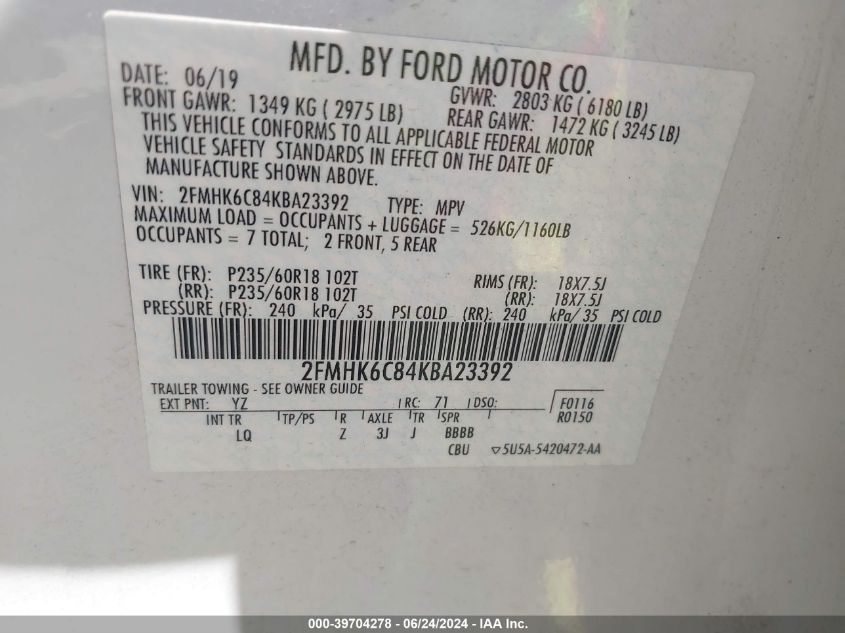 MFD. BY FORD MOTOR CO.
DATE: 06/19 GVWR: 2803 KG ( 6180 LB)
FRONT GAWR: 1349 KG ( 2975 LB) REAR GAWR: 1472 KG ( 3245 LB)
THIS VEHICLE CONFORMS TO ALL APPLICABLE FEDERAL MOTOR
VEHICLE SAFETY STANDARDS IN EFFECT ON THE DATE OF
MANUFACTURE SHOWN ABOVE.
VIN: 2FMHK6C84KBA23392 TYPE: MPV
MAXIMUM LOAD = OCCUPANTS + LUGGAGE = 526KG/1160LB
OCCUPANTS = 7 TOTAL; 2 FRONT, 5 REAR
TIRE (FR): P235/60R18 102T RIMS (FR): 18X7.5J
(RR): P235/60R18 102T (RR): 18X7.5J
PRESSURE (FR): 240 kPa/ 35 PSI COLD (RR): 240 kPa/ 35 PSI COLD
2FMHK6C84KBA23392
TRAILER TOWING - SEE OWNER GUIDE
EXT PNT: YZ RC: 71 DSO: F0116
INT TR TP/PS R AXLE TR SPR R0150
LQ Z 3J J BBBB
CBU ▽5U5A-5420472-AA
000-39704278 - 06/24/2024 - IAA Inc.